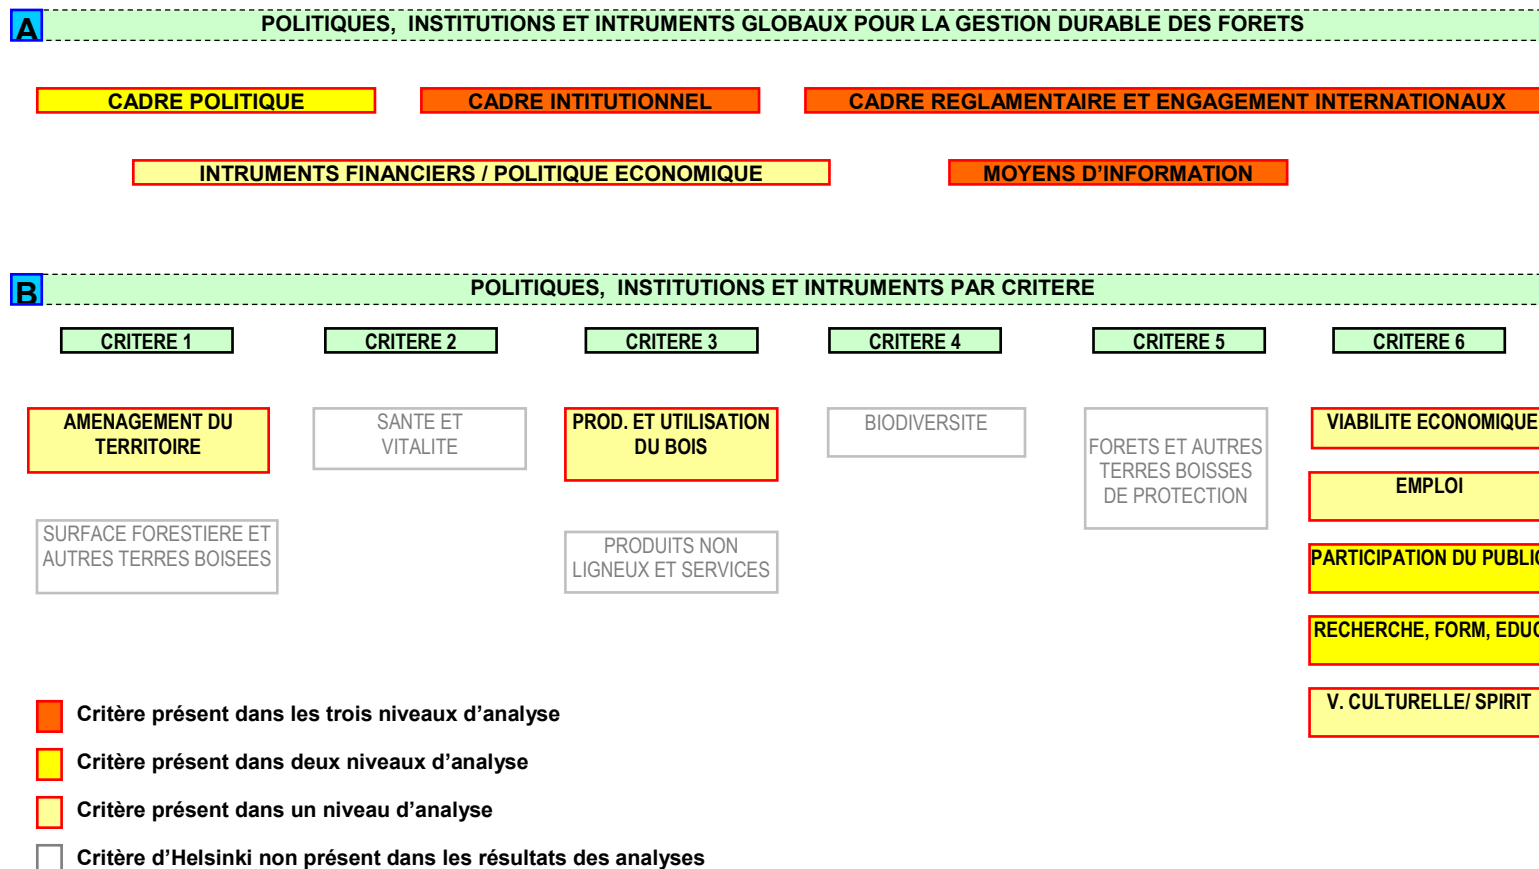 A
POLITIQUES, INSTITUTIONS ET INTRUMENTS GLOBAUX POUR LA GESTION DURABLE DES FORETS
CADRE POLITIQUE
CADRE INTITUTIONNEL
CADRE REGLAMENTAIRE ET ENGAGEMENT INTERNATIONAUX
INTRUMENTS FINANCIERS / POLITIQUE ECONOMIQUE
MOYENS D'INFORMATION
B
POLITIQUES, INSTITUTIONS ET INTRUMENTS PAR CRITERE
CRITERE 1
CRITERE 2
CRITERE 3
CRITERE 4
CRITERE 5
CRITERE 6
AMENAGEMENT DU
TERRITOIRE
SURFACE FORESTIERE ET
AUTRES TERRES BOISEES
SANTE ET
VITALITE
PROD. ET UTILISATION
DU BOIS
PRODUITS NON
LIGNEUX ET SERVICES
BIODIVERSITE
FORETS ET AUTRES
TERRES BOISSES
DE PROTECTION
VIABILITE ECONOMIQUE
EMPLOI
PARTICIPATION DU PUBLIC
RECHERCHE, FORM, EDUC
V. CULTURELLE/ SPIRIT
Critère présent dans les trois niveaux d'analyse
Critère présent dans deux niveaux d'analyse
Critère présent dans un niveau d'analyse
Critère d'Helsinki non présent dans les résultats des analyses